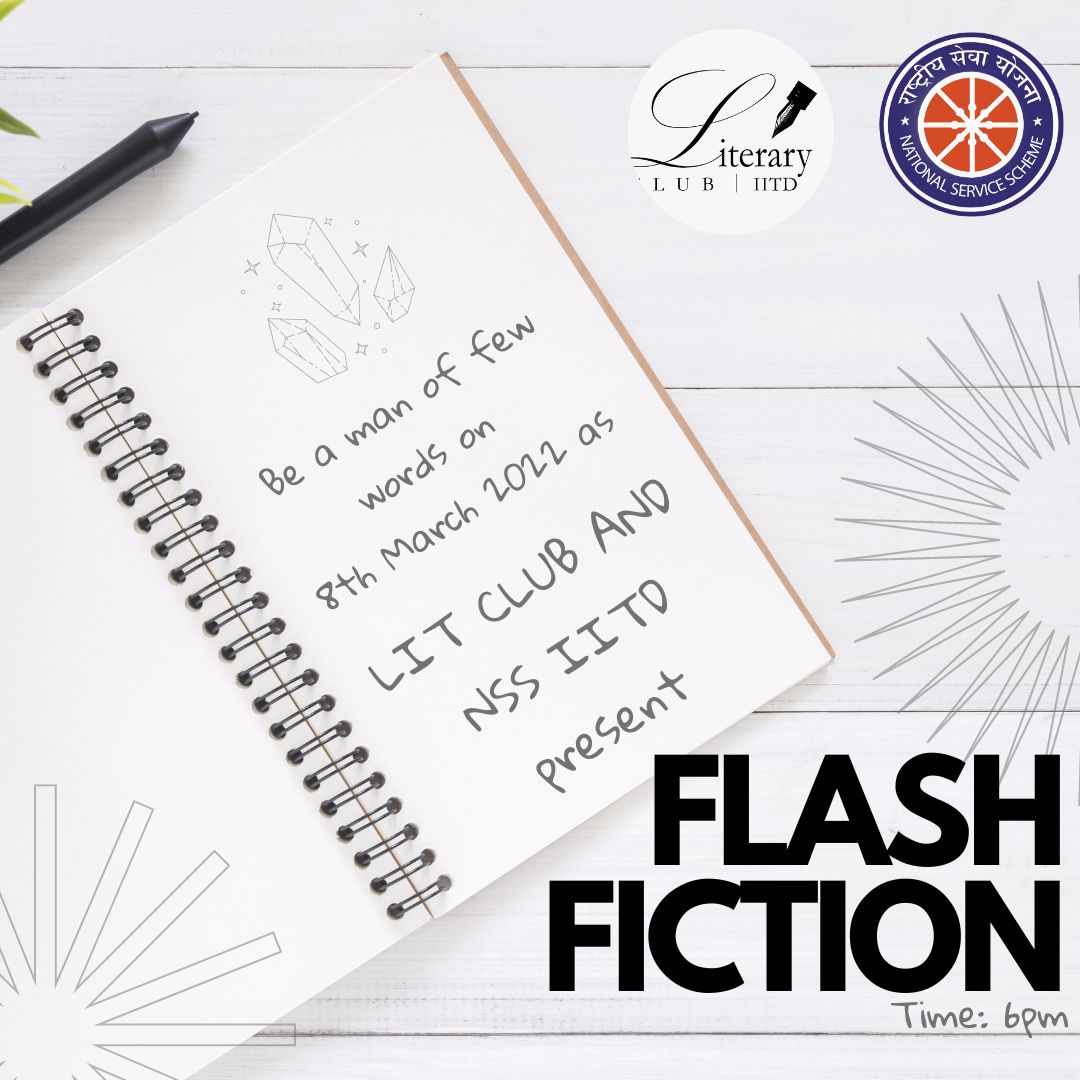 Literary
LUB | IITD
राष्ट्रीय सेवा योजना
NATIONAL SERVICE SCHEME
Be a man of few
words on
8th March 2022 as
LIT CLUB AND
NSS IITD
present
FLASH
FICTION
Time: 6pm